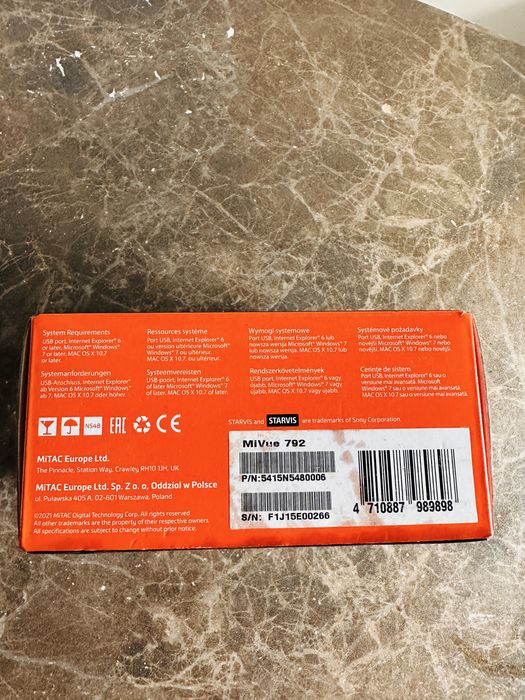 System Requirements
USB port, Internet Explorer® 6
or later, Microsoft® Windows®
7 or later, MAC OS X 10.7
or later.
Ressources système
Port USB, Internet Explorer® 6
ou version ultérieure Microsoft®
Windows® 7 ou ultérieur.
MAC OS X 10.7 ou ultérieur.
Wymogi systemowe
Port USB, Internet Explorer® 6 lub
nowsza wersja Microsoft® Windows® 7
lub nowsza wersja. MAC OS X 10.7 lub
nowsza wersja.
Systémové požadavky
Port USB, Internet Explorer® 6 nebo
novější, Microsoft® Windows® 7 nebo
novější. MAC OS X 10.7 nebo novější.
Systemanforderungen
USB-Anschluss, Internet Explorer®
ab Version 6 Microsoft® Windows®
ab 7. MAC OS X 10.7 oder höher.
Systeemvereisten
USB-poort, Internet Explorer® 6
of later Microsoft® Windows® 7
of later. MAC OS X 10.7 of later.
Rendszerkövetelmények
USB port, Internet Explorer® 6 vagy
újabb, Microsoft® Windows® 7 vagy
újabb, MAC OS X 10.7 vagy újabb.
Cerințe de sistem
Port USB, Internet Explorer® 6 sau o
versiune mai avansată. Microsoft
Windows® 7 sau o versiune mai avansată.
MAC OS X 10.7 sau o versiune mai avansată.
N548 EAC CE
STARVIS and STARVIS are trademarks of Sony Corporation.
MiTAC Europe Ltd.
The Pinnacle, Station Way, Crawley RH10 1JH, UK
MiTAC Europe Ltd. Sp. Z o. o, Oddział w Polsce
ul. Puławska 405 A, 02-801 Warszawa, Poland
©2021 MiTAC Digital Technology Corp. All rights reserved
All other trademarks are the property of their respective owners.
All specifications are subject to change without prior notice.
MiVue 792
P/N:5415N5480006
S/N: F1J15E00266
4 710887 989898